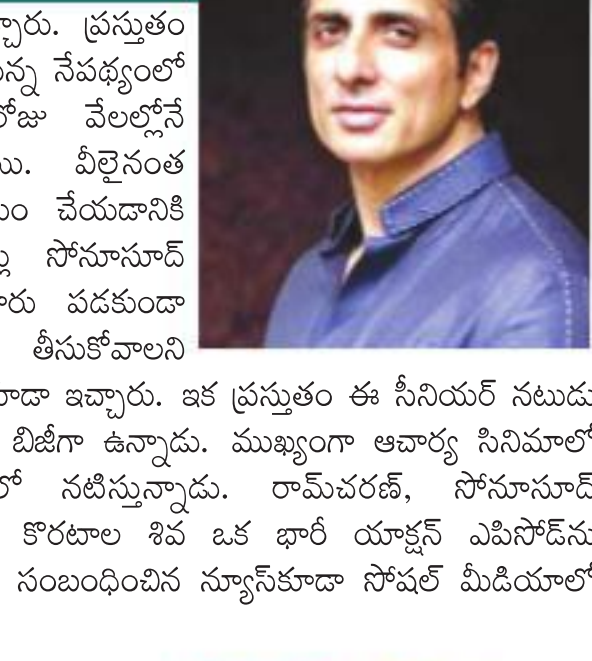 చ్చారు. ప్రస్తుతం
న్న నేపథ్యంలో
రోజు వేలల్లోనే
యి. వీలైనంత
యం చేయడానికి
ల్ల సోనూసూద్
వారు పడకుండా
తీసుకోవాలని
కూడా ఇచ్చారు. ఇక ప్రస్తుతం ఈ సీనియర్ నటుడు
బిజీగా ఉన్నాడు. ముఖ్యంగా ఆచార్య సినిమాలో
లో నటిస్తున్నాడు. రామ్‌చరణ్, సోనూసూద్
కొరటాల శివ ఒక భారీ యాక్షన్ ఎపిసోడ్‌ను
సంబంధించిన న్యూస్‌కూడా సోషల్ మీడియాలో